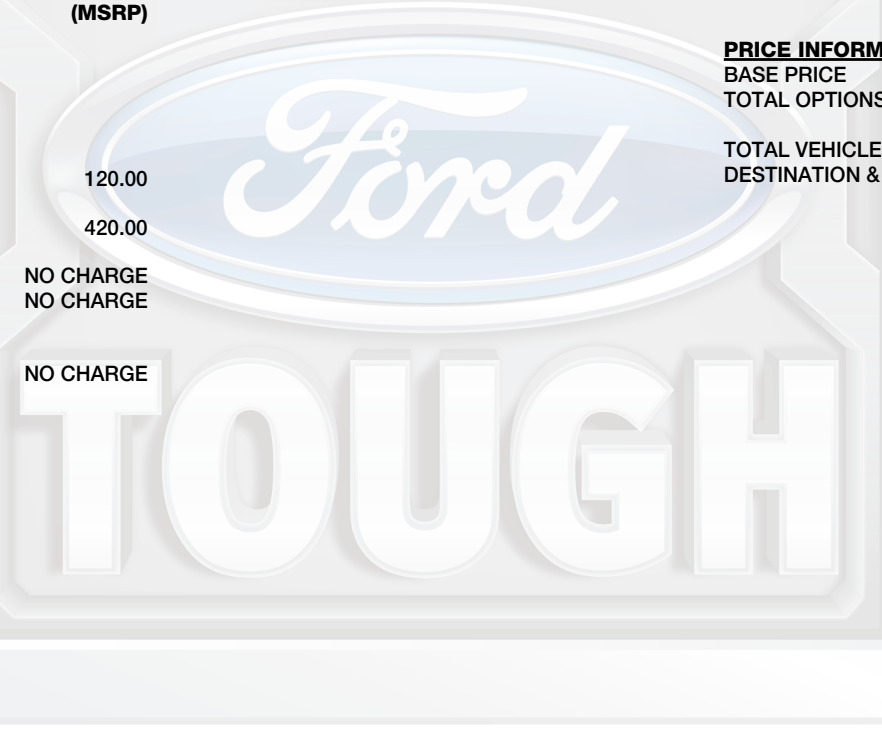 (MSRP)
120.00
420.00
NO CHARGE
NO CHARGE
NO CHARGE
PRICE INFORM
BASE PRICE
TOTAL OPTIONS
TOTAL VEHICLE
DESTINATION &
Ford
TOUGH